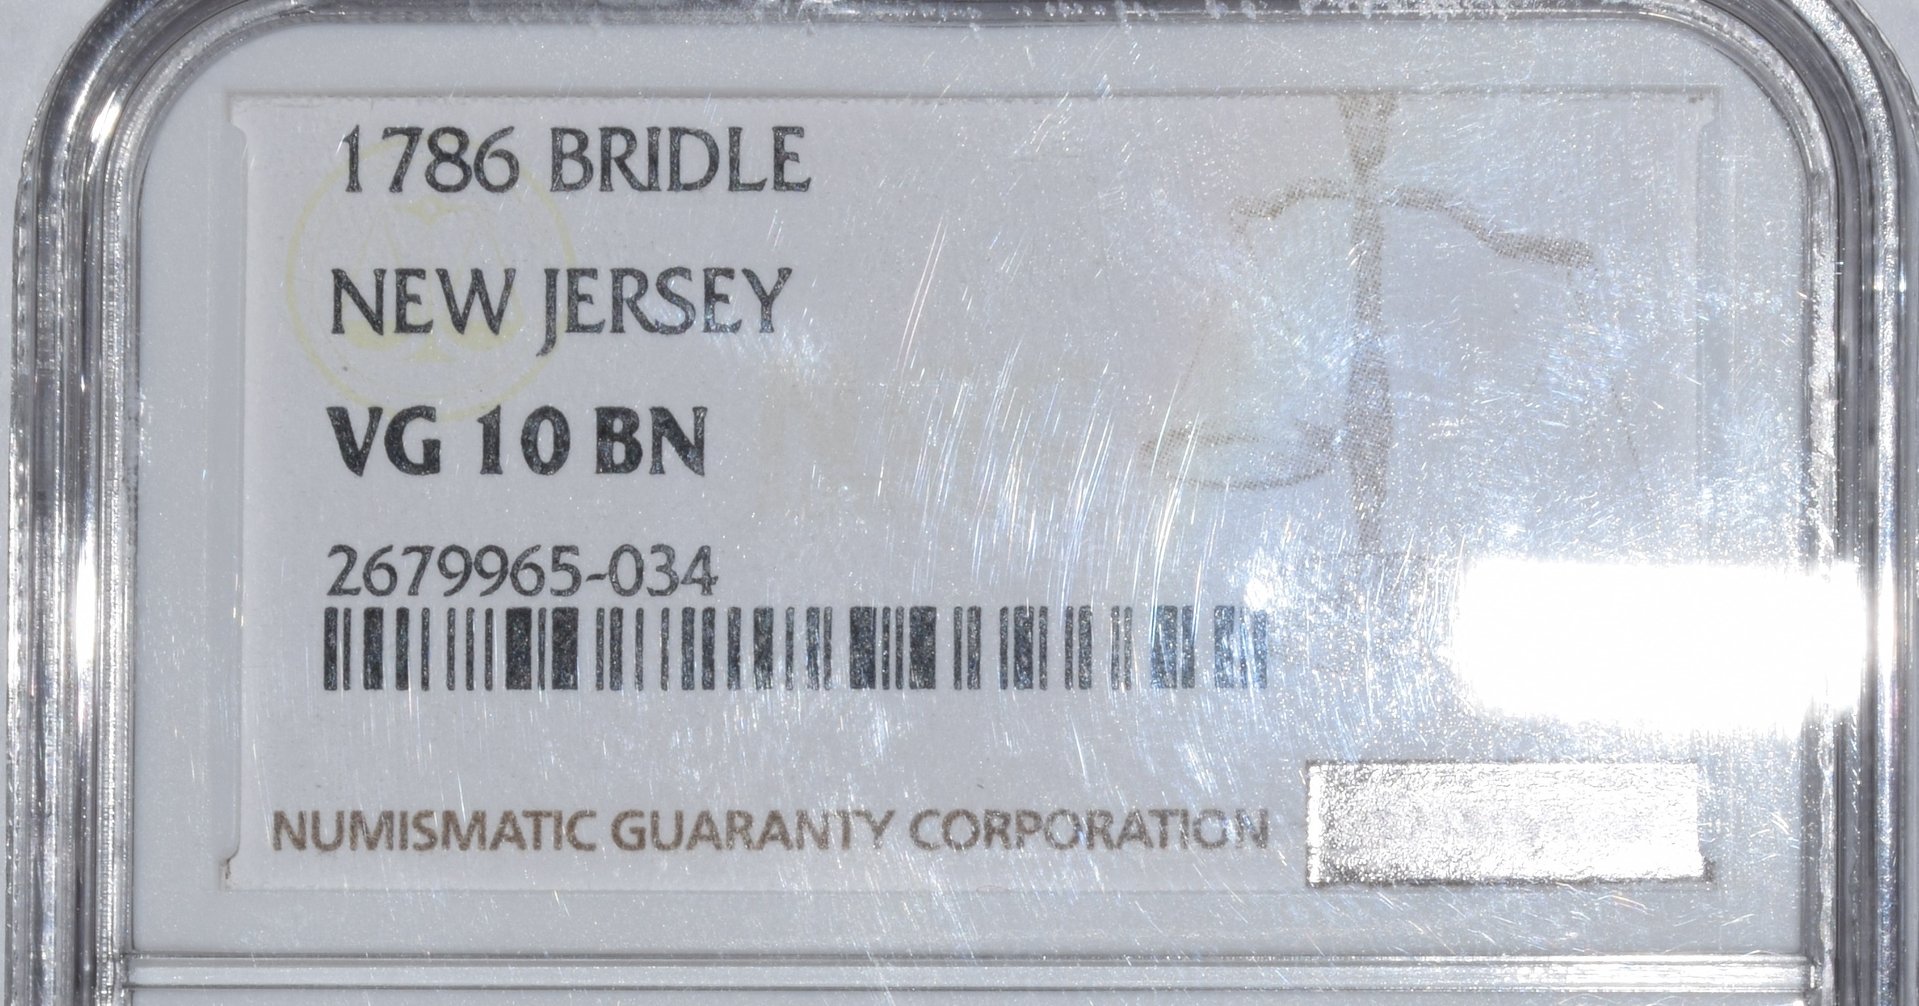 1786 BRIDLE
NEW JERSEY
VG 10 BN
2679965-034
NUMISMATIC GUARANTY CORPORATION